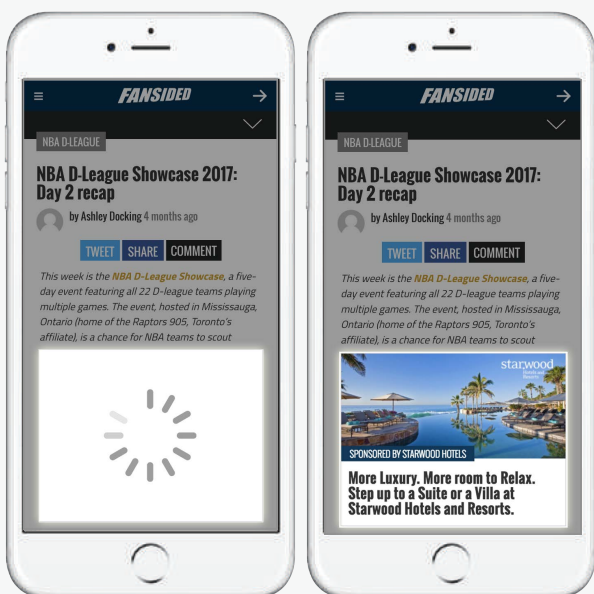 FANSIDED
NBA D-LEAGUE
NBA D-League Showcase 2017:
Day 2 recap
by Ashley Docking 4 months ago
TWEET SHARE COMMENT
This week is the NBA D-League Showcase, a five-
day event featuring all 22 D-league teams playing
multiple games. The event, hosted in Mississauga,
Ontario (home of the Raptors 905, Toronto's
affiliate), is a chance for NBA teams to scout
FANSIDED
NBA D-LEAGUE
NBA D-League Showcase 2017:
Day 2 recap
by Ashley Docking 4 months ago
TWEET SHARE COMMENT
This week is the NBA D-League Showcase, a five-
day event featuring all 22 D-league teams playing
multiple games. The event, hosted in Mississauga,
Ontario (home of the Raptors 905, Toronto's
affiliate), is a chance for NBA teams to scout
starwood
Hotels and
Resorts
SPONSORED BY STARWOOD HOTELS
More Luxury. More room to Relax.
Step up to a Suite or a Villa at
Starwood Hotels and Resorts.